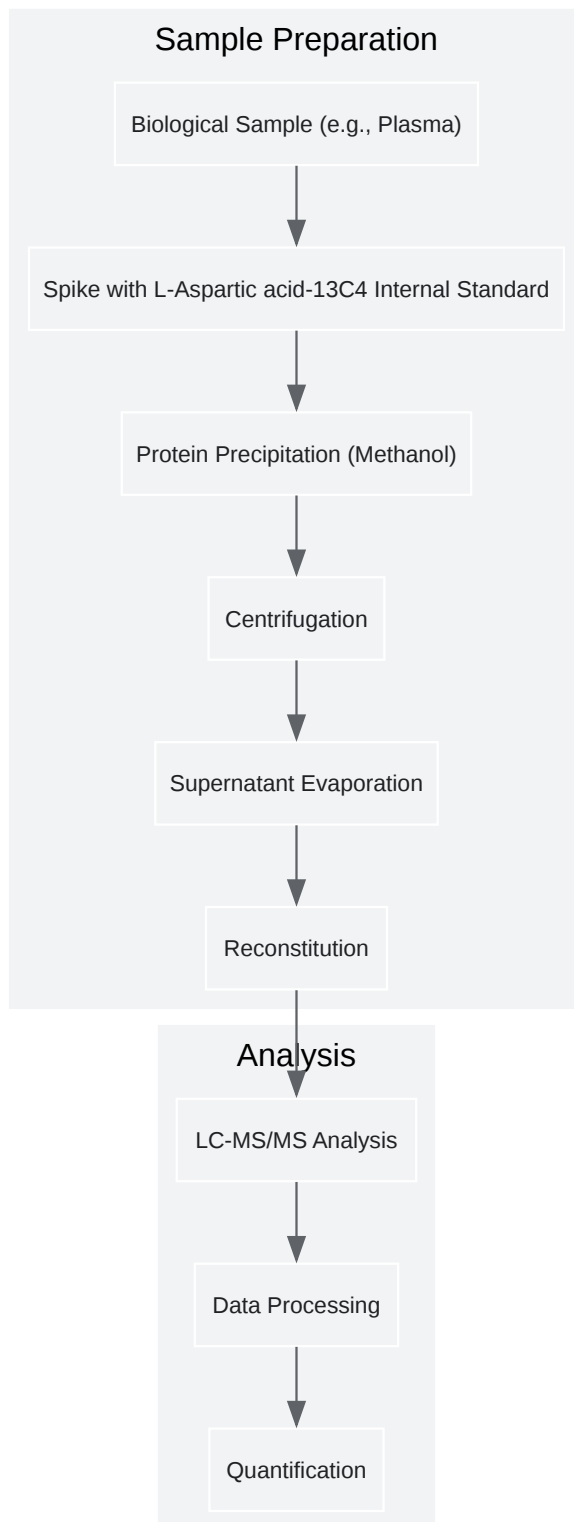 Sample Preparation
Biological Sample (e.g., Plasma)
Spike with L-Aspartic acid-13C4 Internal Standard
Protein Precipitation (Methanol)
Centrifugation
Supernatant Evaporation
Reconstitution
Analysis
LC-MS/MS Analysis
Data Processing
Quantification